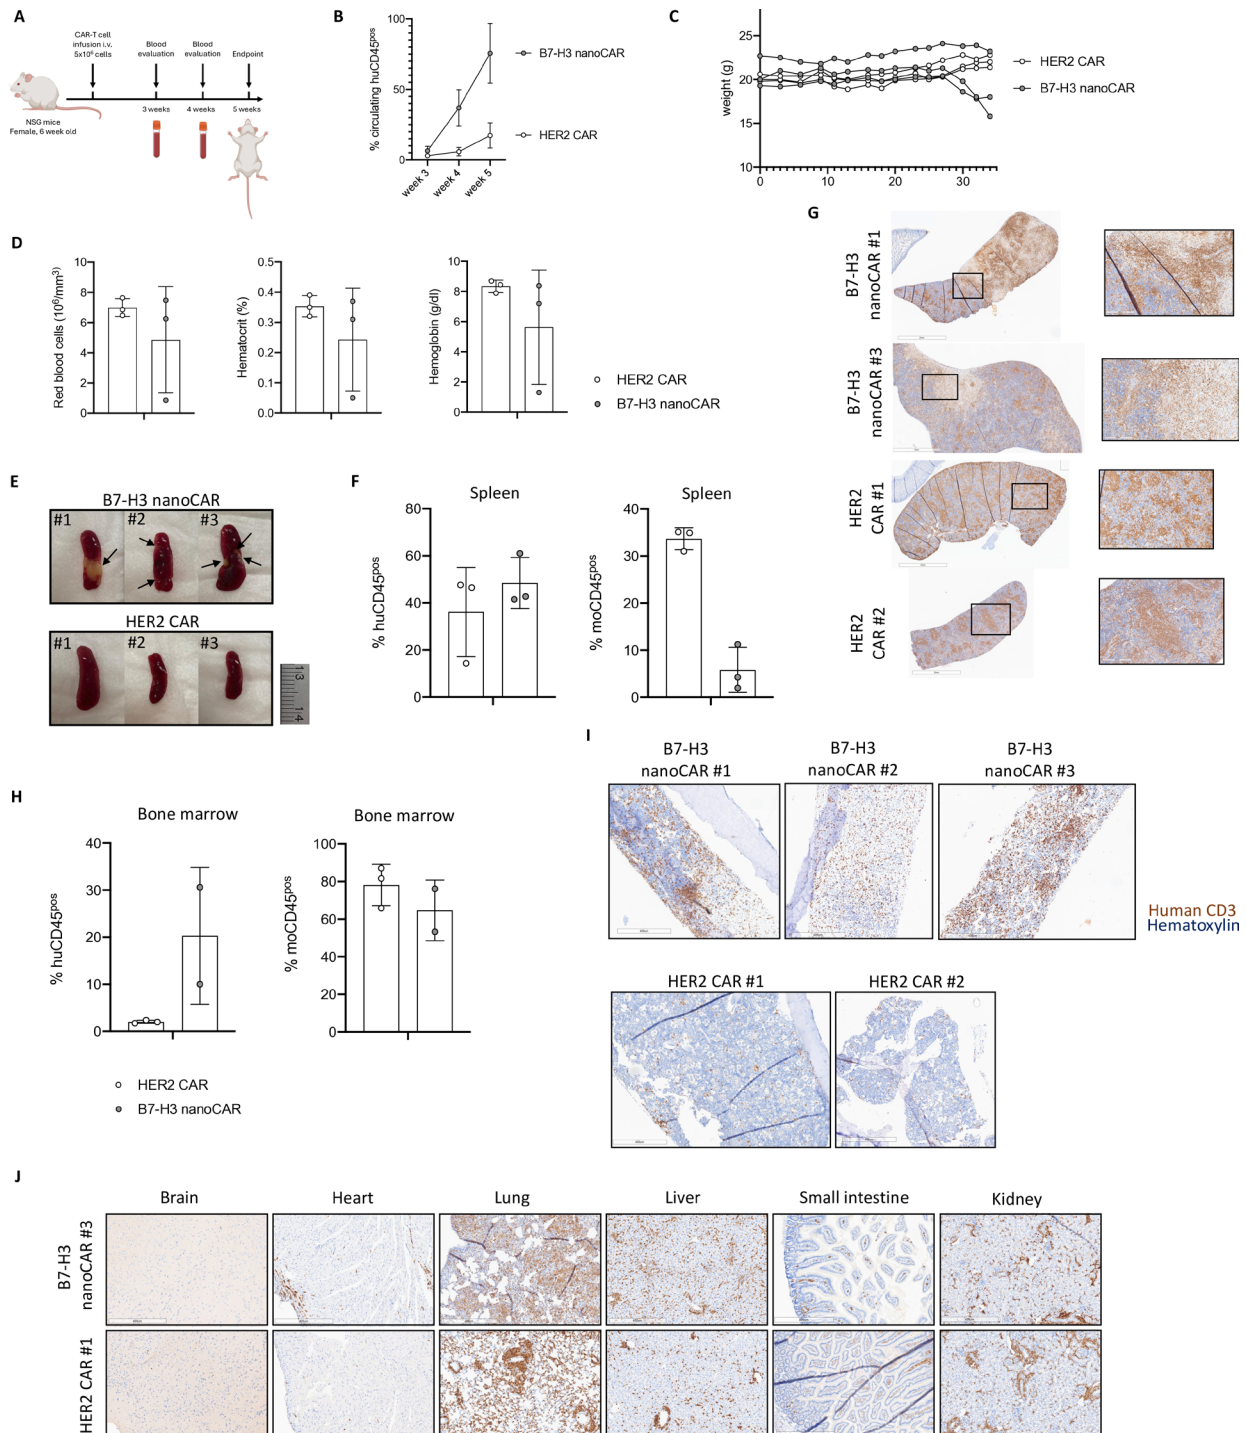 A
CAR-T cell
infusion i.v.
5x10⁶ cells
Blood
evaluation
Blood
evaluation
Endpoint
3 weeks
4 weeks
5 weeks
NSG mice
Female, 6 week old
B
% circulating huCD45ᵖᵒˢ
100
50
0
week 3
week 4
week 5
B7-H3 nanoCAR
HER2 CAR
C
weight (g)
25
20
15
10
0
10
20
30
HER2 CAR
B7-H3 nanoCAR
D
Red blood cells (10⁶/mm³)
10
8
6
4
2
0
Hematocrit (%)
0.5
0.4
0.3
0.2
0.1
0.0
Hemoglobin (g/dl)
10
8
6
4
2
0
HER2 CAR
B7-H3 nanoCAR
E
B7-H3 nanoCAR
#1
#2
#3
HER2 CAR
#1
#2
#3
13
14
F
Spleen
% huCD45ᵖᵒˢ
80
60
40
20
0
Spleen
% moCD45ᵖᵒˢ
40
30
20
10
0
G
B7-H3
nanoCAR #1
B7-H3
nanoCAR #3
HER2
CAR #1
HER2
CAR #2
H
Bone marrow
% huCD45ᵖᵒˢ
40
30
20
10
0
Bone marrow
% moCD45ᵖᵒˢ
100
80
60
40
20
0
HER2 CAR
B7-H3 nanoCAR
I
B7-H3
nanoCAR #1
B7-H3
nanoCAR #2
B7-H3
nanoCAR #3
Human CD3
Hematoxylin
HER2 CAR #1
HER2 CAR #2
J
Brain
Heart
Lung
Liver
Small intestine
Kidney
B7-H3
nanoCAR #3
HER2 CAR #1